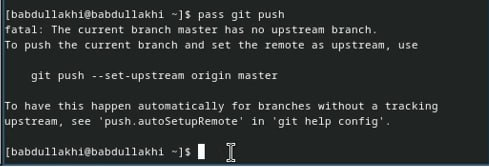 [babdullakhi@babdullakhi ~]$ pass git push
fatal: The current branch master has no upstream branch.
To push the current branch and set the remote as upstream, use
    git push --set-upstream origin master
To have this happen automatically for branches without a tracking
upstream, see 'push.autoSetupRemote' in 'git help config'.
[babdullakhi@babdullakhi ~]$